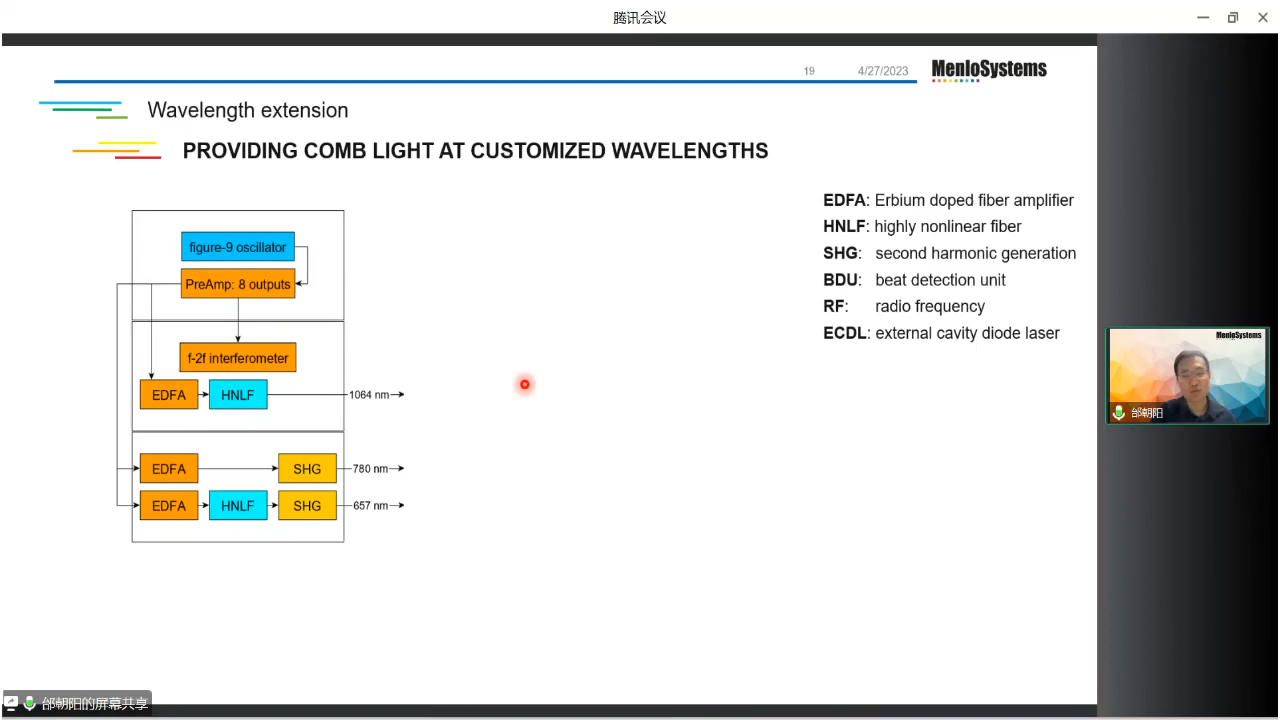 腾讯会议
19 4/27/2023 MenloSystems
Wavelength extension
PROVIDING COMB LIGHT AT CUSTOMIZED WAVELENGTHS
figure-9 oscillator
PreAmp: 8 outputs
f-2f interferometer
EDFA HNLF 1064 nm
EDFA SHG 780 nm
EDFA HNLF SHG 657 nm
EDFA: Erbium doped fiber amplifier
HNLF: highly nonlinear fiber
SHG: second harmonic generation
BDU: beat detection unit
RF: radio frequency
ECDL: external cavity diode laser
MenloSystems
邰朝阳
邰朝阳的屏幕共享